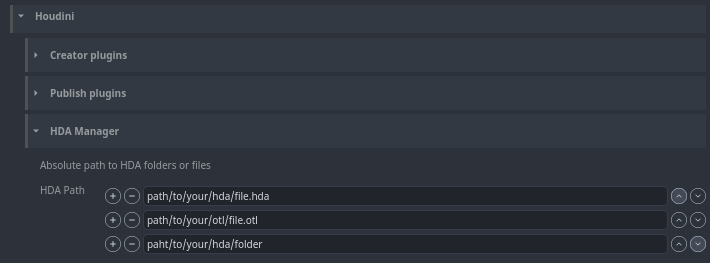 Houdini
Creator plugins
Publish plugins
HDA Manager
Absolute path to HDA folders or files
HDA Path
path/to/your/hda/file.hda
path/to/your/otl/file.otl
paht/to/your/hda/folder